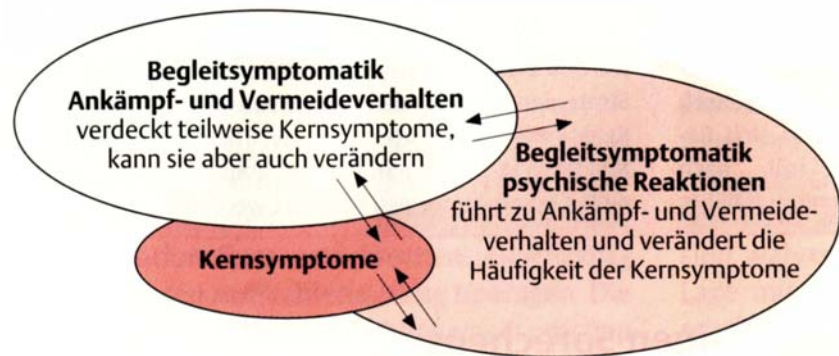 Begleitsymptomatik
Ankämpf- und Vermeideverhalten
verdeckt teilweise Kernsymptome,
kann sie aber auch verändern
Begleitsymptomatik
psychische Reaktionen
führt zu Ankämpf- und Vermeide-
verhalten und verändert die
Häufigkeit der Kernsymptome
Kernsymptome